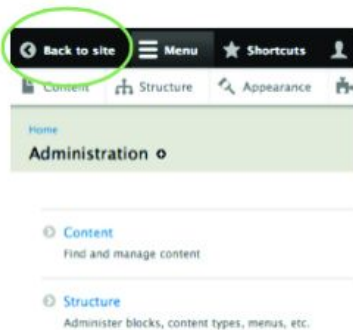 Back to site Menu Shortcuts
Content Structure Appearance
Home
Administration
Content
Find and manage content
Structure
Administer blocks, content types, menus, etc.